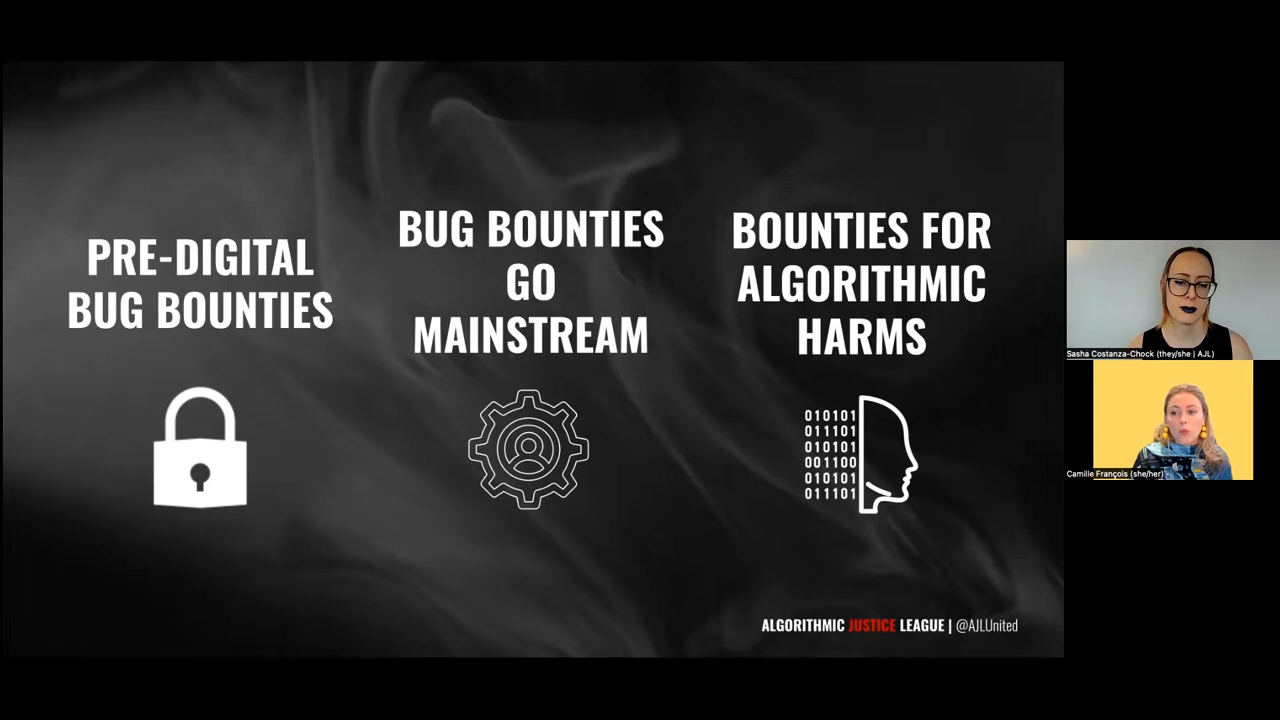 PRE-DIGITAL
BUG BOUNTIES
BUG BOUNTIES
GO
MAINSTREAM
BOUNTIES FOR
ALGORITHMIC
HARMS
010101
011101
010101
001100
010101
011101
ALGORITHMIC JUSTICE LEAGUE | @AJLUnited
Sasha Costanza-Chock (they/she | AJL)
Camille François (she/her)